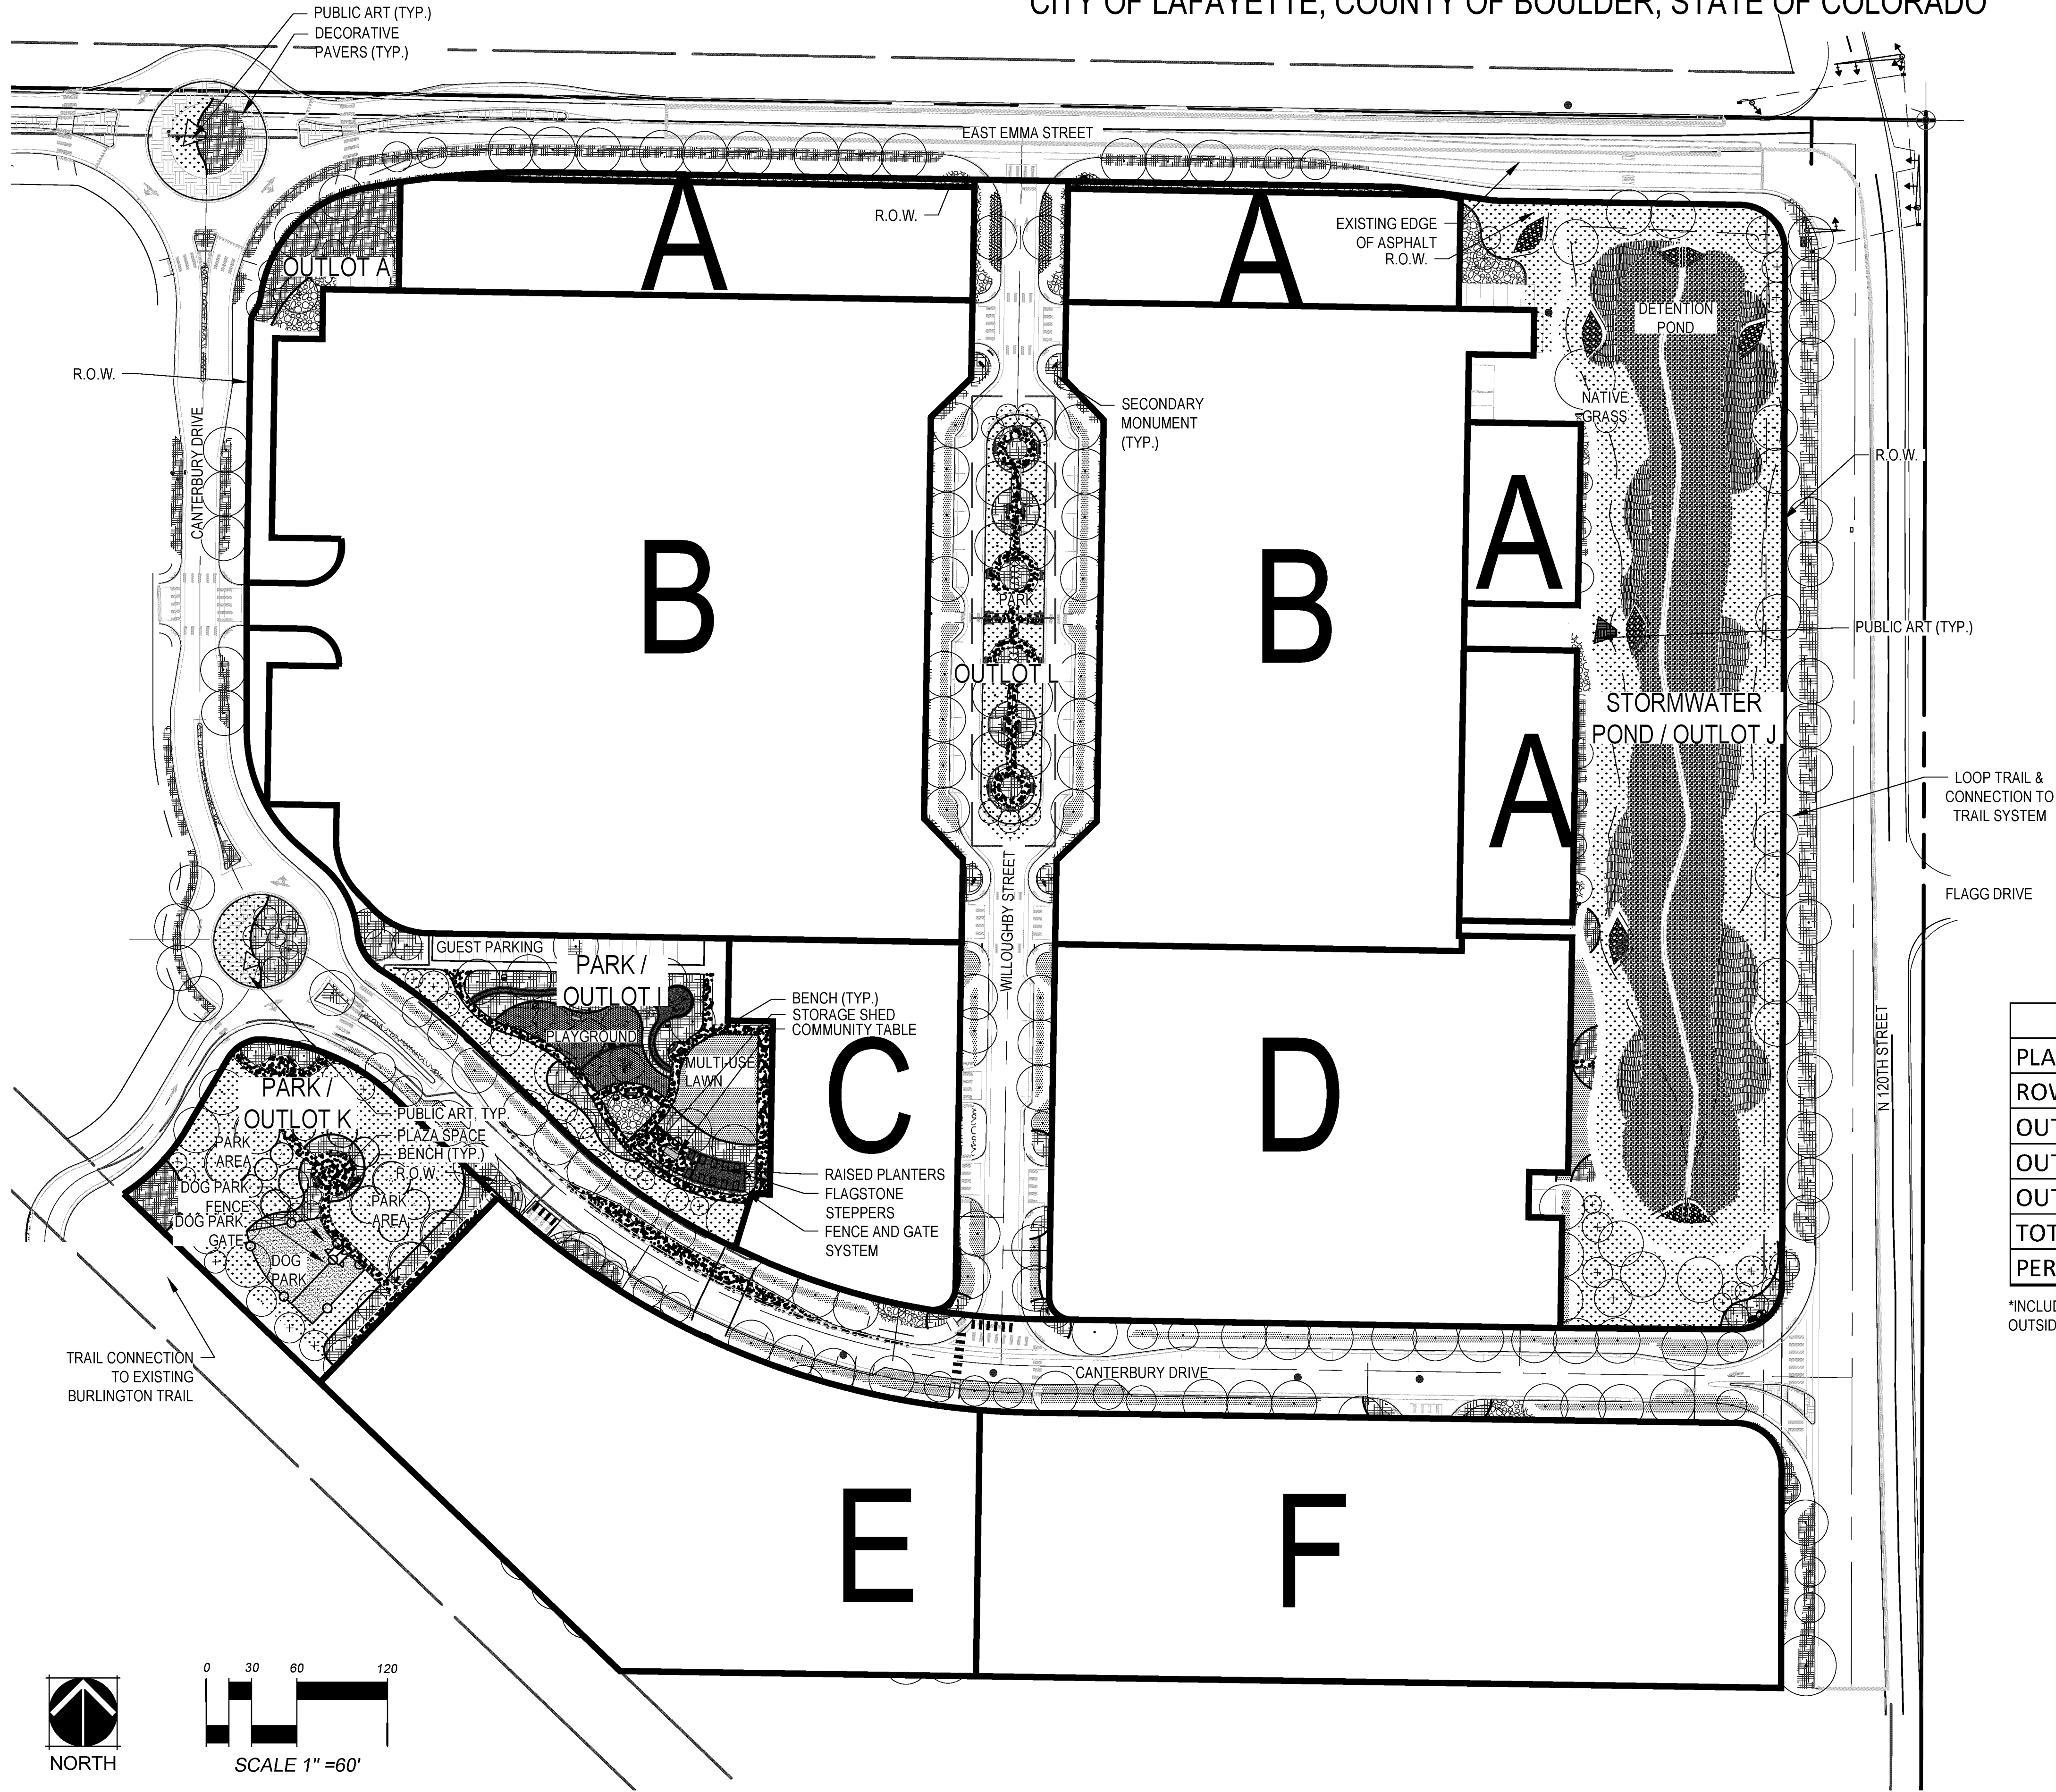 CITY OF LAFAYETTE, COUNTY OF BOULDER, STATE OF COLORADO
PUBLIC ART (TYP.)
DECORATIVE
PAVERS (TYP.)
EAST EMMA STREET
R.O.W.
A
A
EXISTING EDGE
OF ASPHALT
R.O.W.
OUTLOT A
DETENTION
POND
R.O.W.
CANTERBURY DRIVE
SECONDARY
MONUMENT
(TYP.)
NATIVE
GRASS
R.O.W.
B
B
A
PARK
OUTLOT L
PUBLIC ART (TYP.)
STORMWATER
POND / OUTLOT J
A
LOOP TRAIL &
CONNECTION TO
TRAIL SYSTEM
FLAGG DRIVE
WILLOUGHBY STREET
GUEST PARKING
PARK /
OUTLOT I
PLAYGROUND
MULTI-USE
LAWN
BENCH (TYP.)
STORAGE SHED
COMMUNITY TABLE
C
D
N 120TH STREET
RAISED PLANTERS
FLAGSTONE
STEPPERS
FENCE AND GATE
SYSTEM
PARK /
OUTLOT K
PUBLIC ART, TYP.
PLAZA SPACE
BENCH (TYP.)
R.O.W.
PARK
AREA
DOG PARK
FENCE
DOG PARK
GATE
PARK
AREA
DOG
PARK
TRAIL CONNECTION
TO EXISTING
BURLINGTON TRAIL
CANTERBURY DRIVE
E
F
PLA
ROW
OUT
OUT
OUT
TOT
PER
*INCLUD
OUTSID
NORTH
0 30 60 120
SCALE 1" =60'